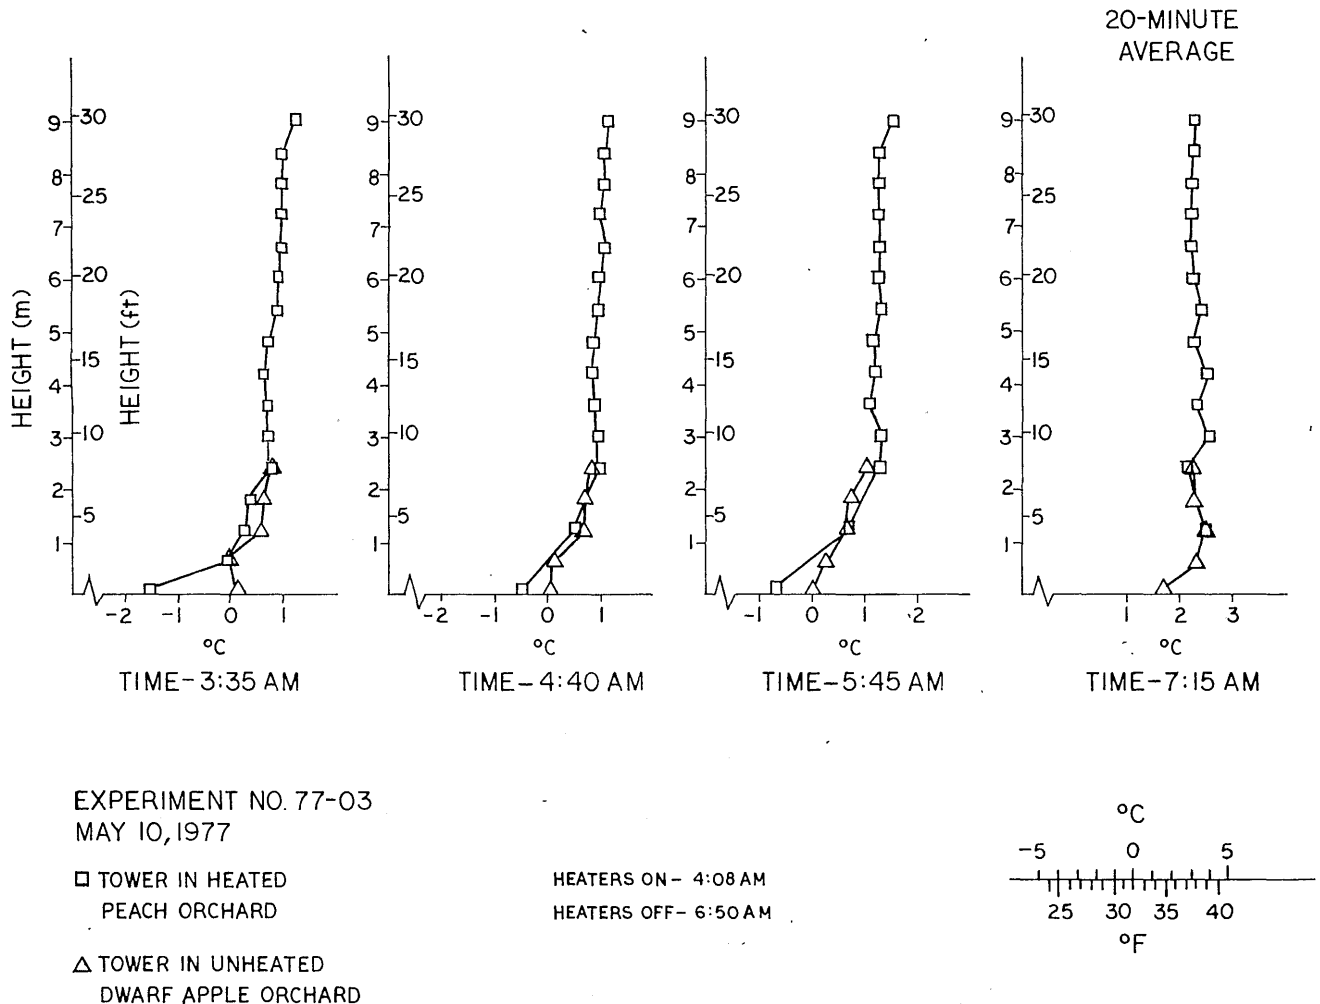 20-MINUTE
AVERAGE
HEIGHT (m)
9
8
7
6
5
4
3
2
1
HEIGHT (ft)
30
25
20
15
10
5
-2 -1 0 1
°C
TIME-3:35 AM
9
8
7
6
5
4
3
2
1
30
25
20
15
10
5
-2 -1 0 1
°C
TIME-4:40 AM
9
8
7
6
5
4
3
2
1
30
25
20
15
10
5
-1 0 1 2
°C
TIME-5:45 AM
9
8
7
6
5
4
3
2
1
30
25
20
15
10
5
1 2 3
°C
TIME-7:15 AM
EXPERIMENT NO. 77-03
MAY 10, 1977
TOWER IN HEATED
PEACH ORCHARD
TOWER IN UNHEATED
DWARF APPLE ORCHARD
HEATERS ON- 4:08 AM
HEATERS OFF- 6:50 AM
°C
-5 0 5
25 30 35 40
°F